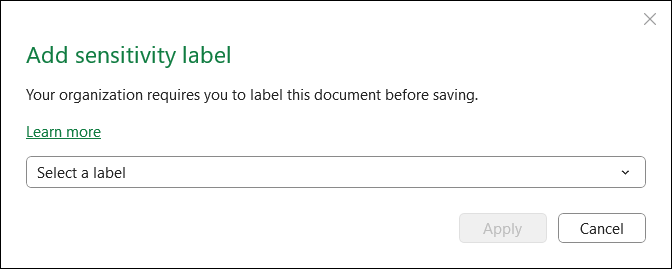 Add sensitivity label
Your organization requires you to label this document before saving.
Learn more
Select a label
Apply
Cancel